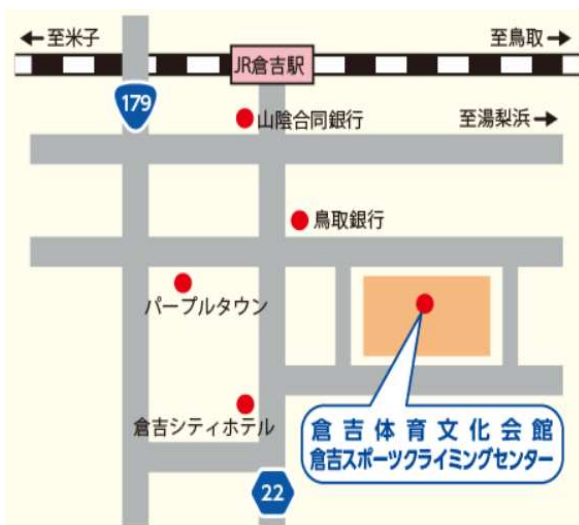 ←至米子
至鳥取→
JR倉吉駅
179
山陰合同銀行
至湯梨浜→
鳥取銀行
パープルタウン
倉吉シティホテル
倉吉体育文化会館
倉吉スポーツクライミングセンター
22